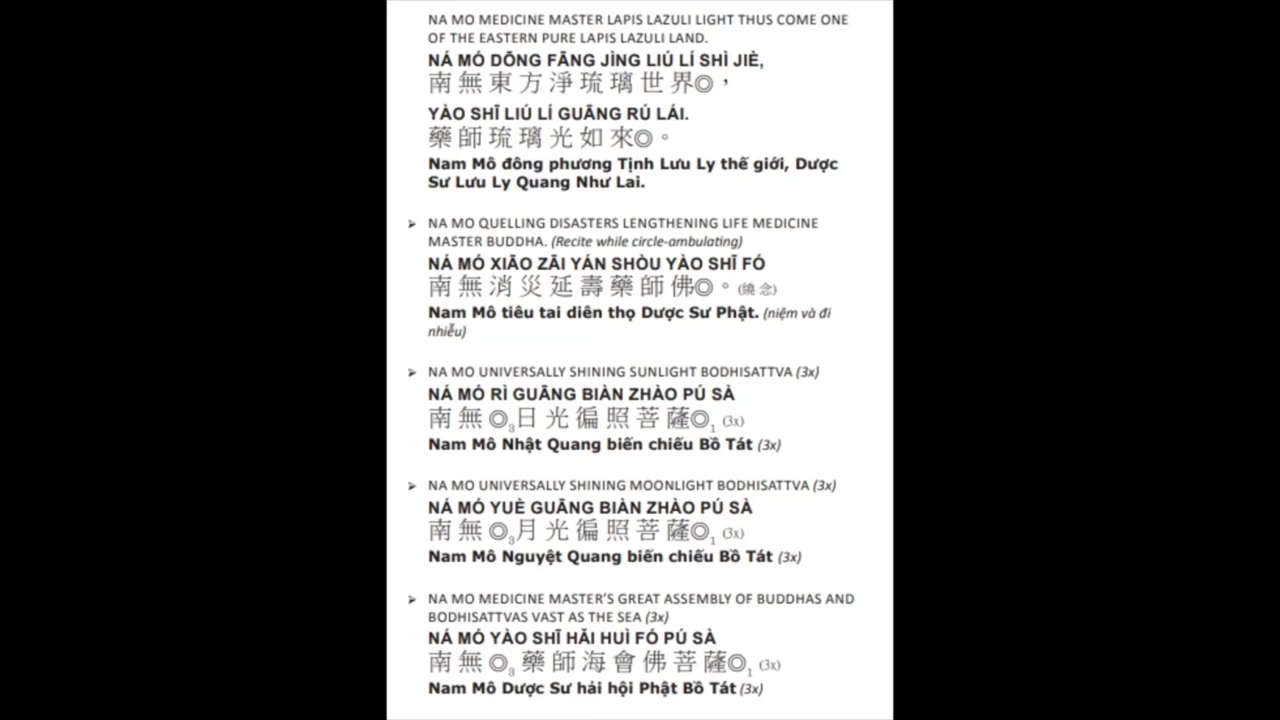 NA MO MEDICINE MASTER LAPIS LAZULI LIGHT THUS COME ONE
OF THE EASTERN PURE LAPIS LAZULI LAND.
NÁ MÓ DŌNG FĀNG JÌNG LIÚ LÍ SHÌ JIÈ,
南無東方淨琉璃世界◎，
YÀO SHĪ LIÚ LÍ GUĀNG RÚ LÁI.
藥師琉璃光如來◎。
Nam Mô đông phương Tịnh Lưu Ly thế giới, Dược
Sư Lưu Ly Quang Như Lai.
➢ NA MO QUELLING DISASTERS LENGTHENING LIFE MEDICINE
MASTER BUDDHA. (Recite while circle-ambulating)
NÁ MÓ XIĀO ZĀI YÁN SHÒU YÀO SHĪ FÓ
南無消災延壽藥師佛◎。(繞念)
Nam Mô tiêu tai diên thọ Dược Sư Phật. (niệm và đi
nhiễu)
➢ NA MO UNIVERSALLY SHINING SUNLIGHT BODHISATTVA (3x)
NÁ MÓ RÌ GUĀNG BIÀN ZHÀO PÚ SÀ
南無◎3日光徧照菩薩◎1 (3x)
Nam Mô Nhật Quang biến chiếu Bồ Tát (3x)
➢ NA MO UNIVERSALLY SHINING MOONLIGHT BODHISATTVA (3x)
NÁ MÓ YUÈ GUĀNG BIÀN ZHÀO PÚ SÀ
南無◎3月光徧照菩薩◎1 (3x)
Nam Mô Nguyệt Quang biến chiếu Bồ Tát (3x)
➢ NA MO MEDICINE MASTER’S GREAT ASSEMBLY OF BUDDHAS AND
BODHISATTVAS VAST AS THE SEA (3x)
NÁ MÓ YÀO SHĪ HǍI HUÌ FÓ PÚ SÀ
南無◎3藥師海會佛菩薩◎1 (3x)
Nam Mô Dược Sư hải hội Phật Bồ Tát (3x)